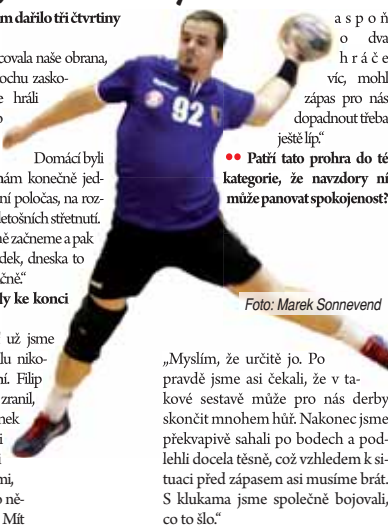 m dařilo tři čtvrtiny
covala naše obrana,
ochu zasko-
e hráli
o
Domácí byli
nám konečně jed-
ní poločas, na roz-
letošních střetnutí.
ně začneme a pak
dek, dneska to
ačně.“
ly ke konci
už jsme
lu niko-
ní. Filip
zranil,
nek
i
i
mi,
o ně-
Mít
92
aspoň
o dva
hráče
víc, mohl
zápas pro nás
dopadnout třeba
ještě líp.“
•• Patří tato prohra do té
kategorie, že navzdory ní
může panovat spokojenost?
Foto: Marek Sonnevend
„Myslím, že určitě jo. Po
pravdě jsme asi čekali, že v ta-
kové sestavě může pro nás derby
skončit mnohem hůř. Nakonec jsme
překvapivě sahali po bodech a pod-
lehli docela těsně, což vzhledem k si-
tuaci před zápasem asi musíme brát.
S klukama jsme společně bojovali,
co to šlo.“